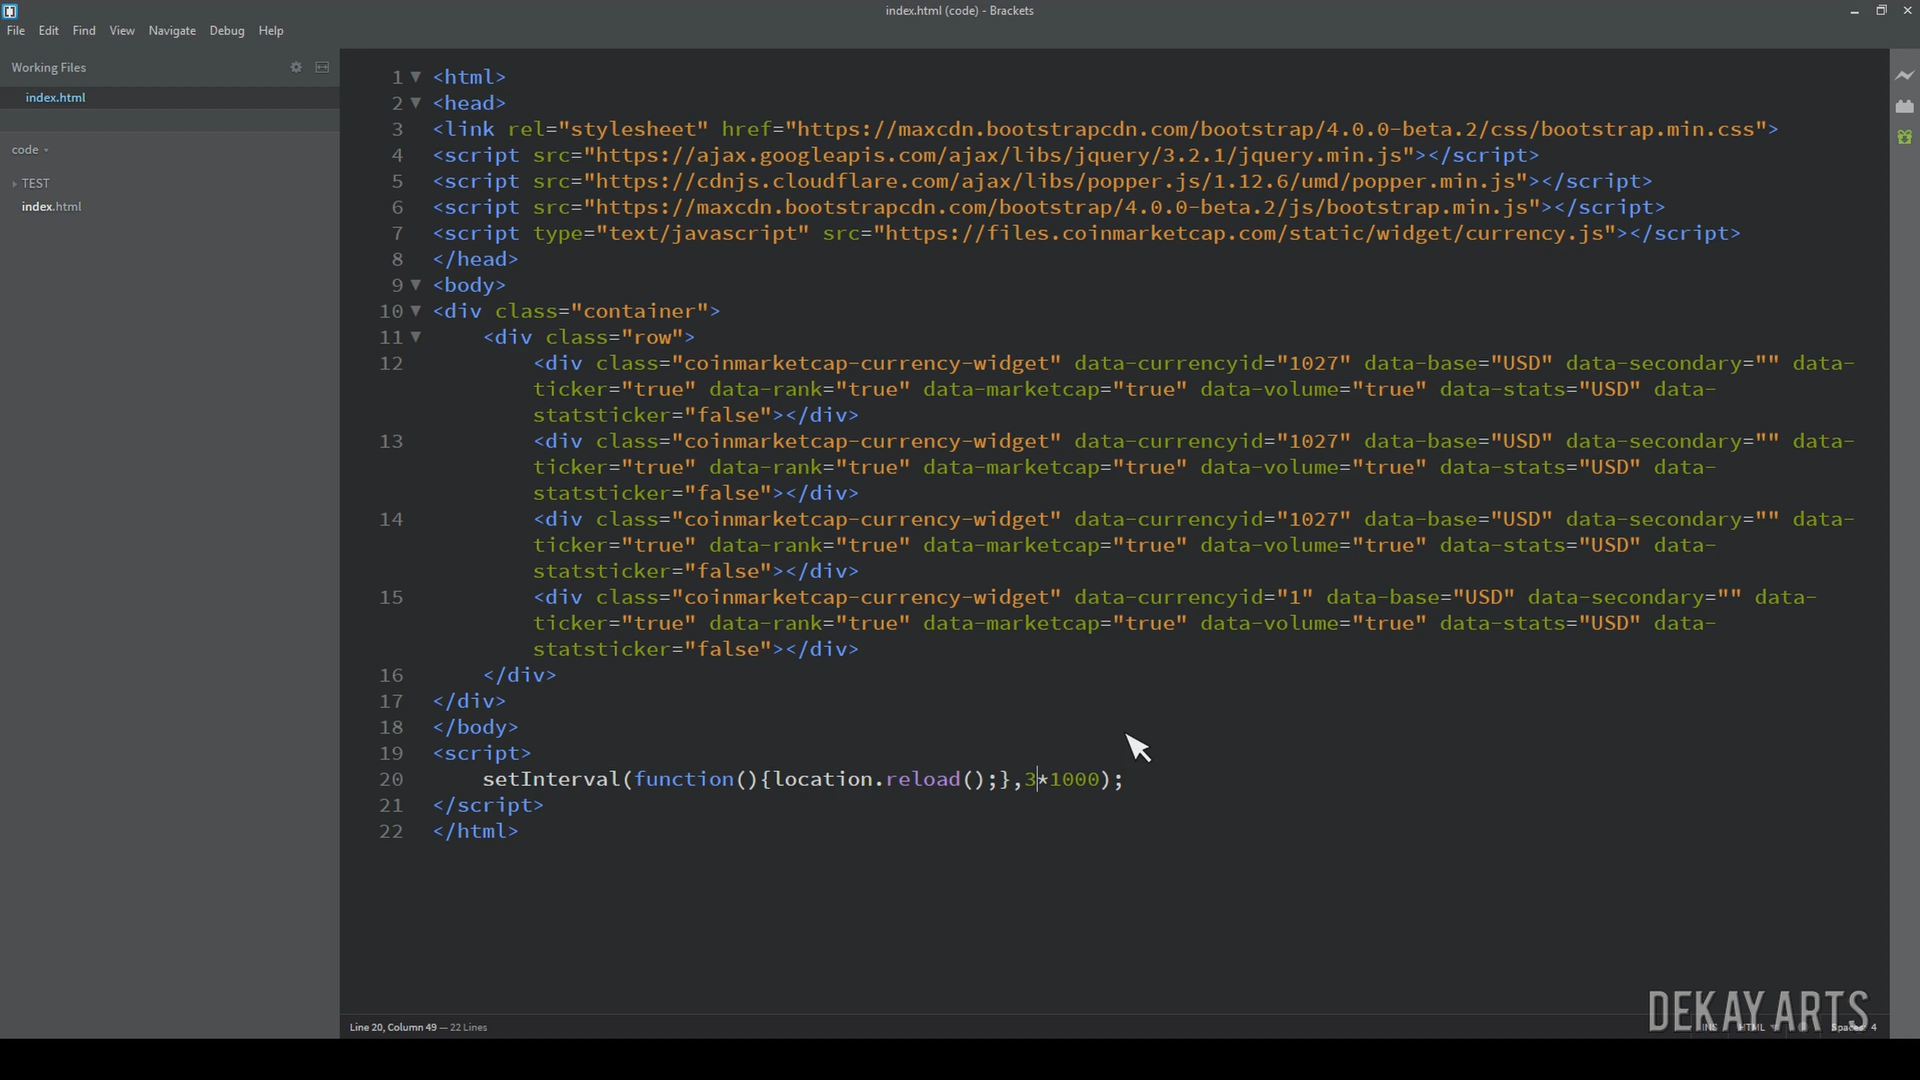 index.html (code) - Brackets
File Edit Find View Navigate Debug Help
Working Files
index.html
code
TEST
index.html
1 <html>
2 <head>
3 <link rel="stylesheet" href="https://maxcdn.bootstrapcdn.com/bootstrap/4.0.0-beta.2/css/bootstrap.min.css">
4 <script src="https://ajax.googleapis.com/ajax/libs/jquery/3.2.1/jquery.min.js"></script>
5 <script src="https://cdnjs.cloudflare.com/ajax/libs/popper.js/1.12.6/umd/popper.min.js"></script>
6 <script src="https://maxcdn.bootstrapcdn.com/bootstrap/4.0.0-beta.2/js/bootstrap.min.js"></script>
7 <script type="text/javascript" src="https://files.coinmarketcap.com/static/widget/currency.js"></script>
8 </head>
9 <body>
10 <div class="container">
11 <div class="row">
12 <div class="coinmarketcap-currency-widget" data-currencyid="1027" data-base="USD" data-secondary="" data-
ticker="true" data-rank="true" data-marketcap="true" data-volume="true" data-stats="USD" data-
statsticker="false"></div>
13 <div class="coinmarketcap-currency-widget" data-currencyid="1027" data-base="USD" data-secondary="" data-
ticker="true" data-rank="true" data-marketcap="true" data-volume="true" data-stats="USD" data-
statsticker="false"></div>
14 <div class="coinmarketcap-currency-widget" data-currencyid="1027" data-base="USD" data-secondary="" data-
ticker="true" data-rank="true" data-marketcap="true" data-volume="true" data-stats="USD" data-
statsticker="false"></div>
15 <div class="coinmarketcap-currency-widget" data-currencyid="1" data-base="USD" data-secondary="" data-
ticker="true" data-rank="true" data-marketcap="true" data-volume="true" data-stats="USD" data-
statsticker="false"></div>
16 </div>
17 </div>
18 </body>
19 <script>
20 setInterval(function(){location.reload();},3*1000);
21 </script>
22 </html>
DEKAY ARTS
Line 20, Column 49 — 22 Lines
INS HTML Spaces: 4